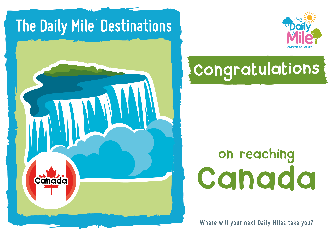 The Daily Mile Destinations
Canada
Daily
Mile
Congratulations
on reaching
Canada
Where will your next Daily Miles take you?